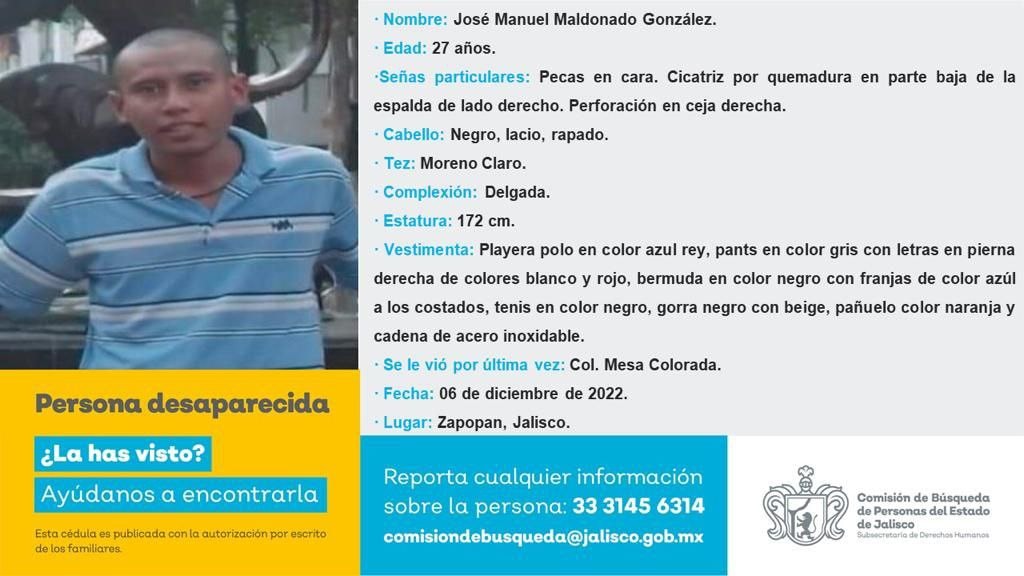 · Nombre: José Manuel Maldonado González.
· Edad: 27 años.
·Señas particulares: Pecas en cara. Cicatriz por quemadura en parte baja de la
espalda de lado derecho. Perforación en ceja derecha.
· Cabello: Negro, lacio, rapado.
· Tez: Moreno Claro.
· Complexión: Delgada.
· Estatura: 172 cm.
· Vestimenta: Playera polo en color azul rey, pants en color gris con letras en pierna
derecha de colores blanco y rojo, bermuda en color negro con franjas de color azúl
a los costados, tenis en color negro, gorra negro con beige, pañuelo color naranja y
cadena de acero inoxidable.
· Se le vió por última vez: Col. Mesa Colorada.
· Fecha: 06 de diciembre de 2022.
· Lugar: Zapopan, Jalisco.
Persona desaparecida
¿La has visto?
Ayúdanos a encontrarla
Esta cédula es publicada con la autorización por escrito
de los familiares.
Reporta cualquier información
sobre la persona: 33 3145 6314
comisiondebusqueda@jalisco.gob.mx
Comisión de Búsqueda
de Personas del Estado
de Jalisco
Subsecretaría de Derechos Humanos